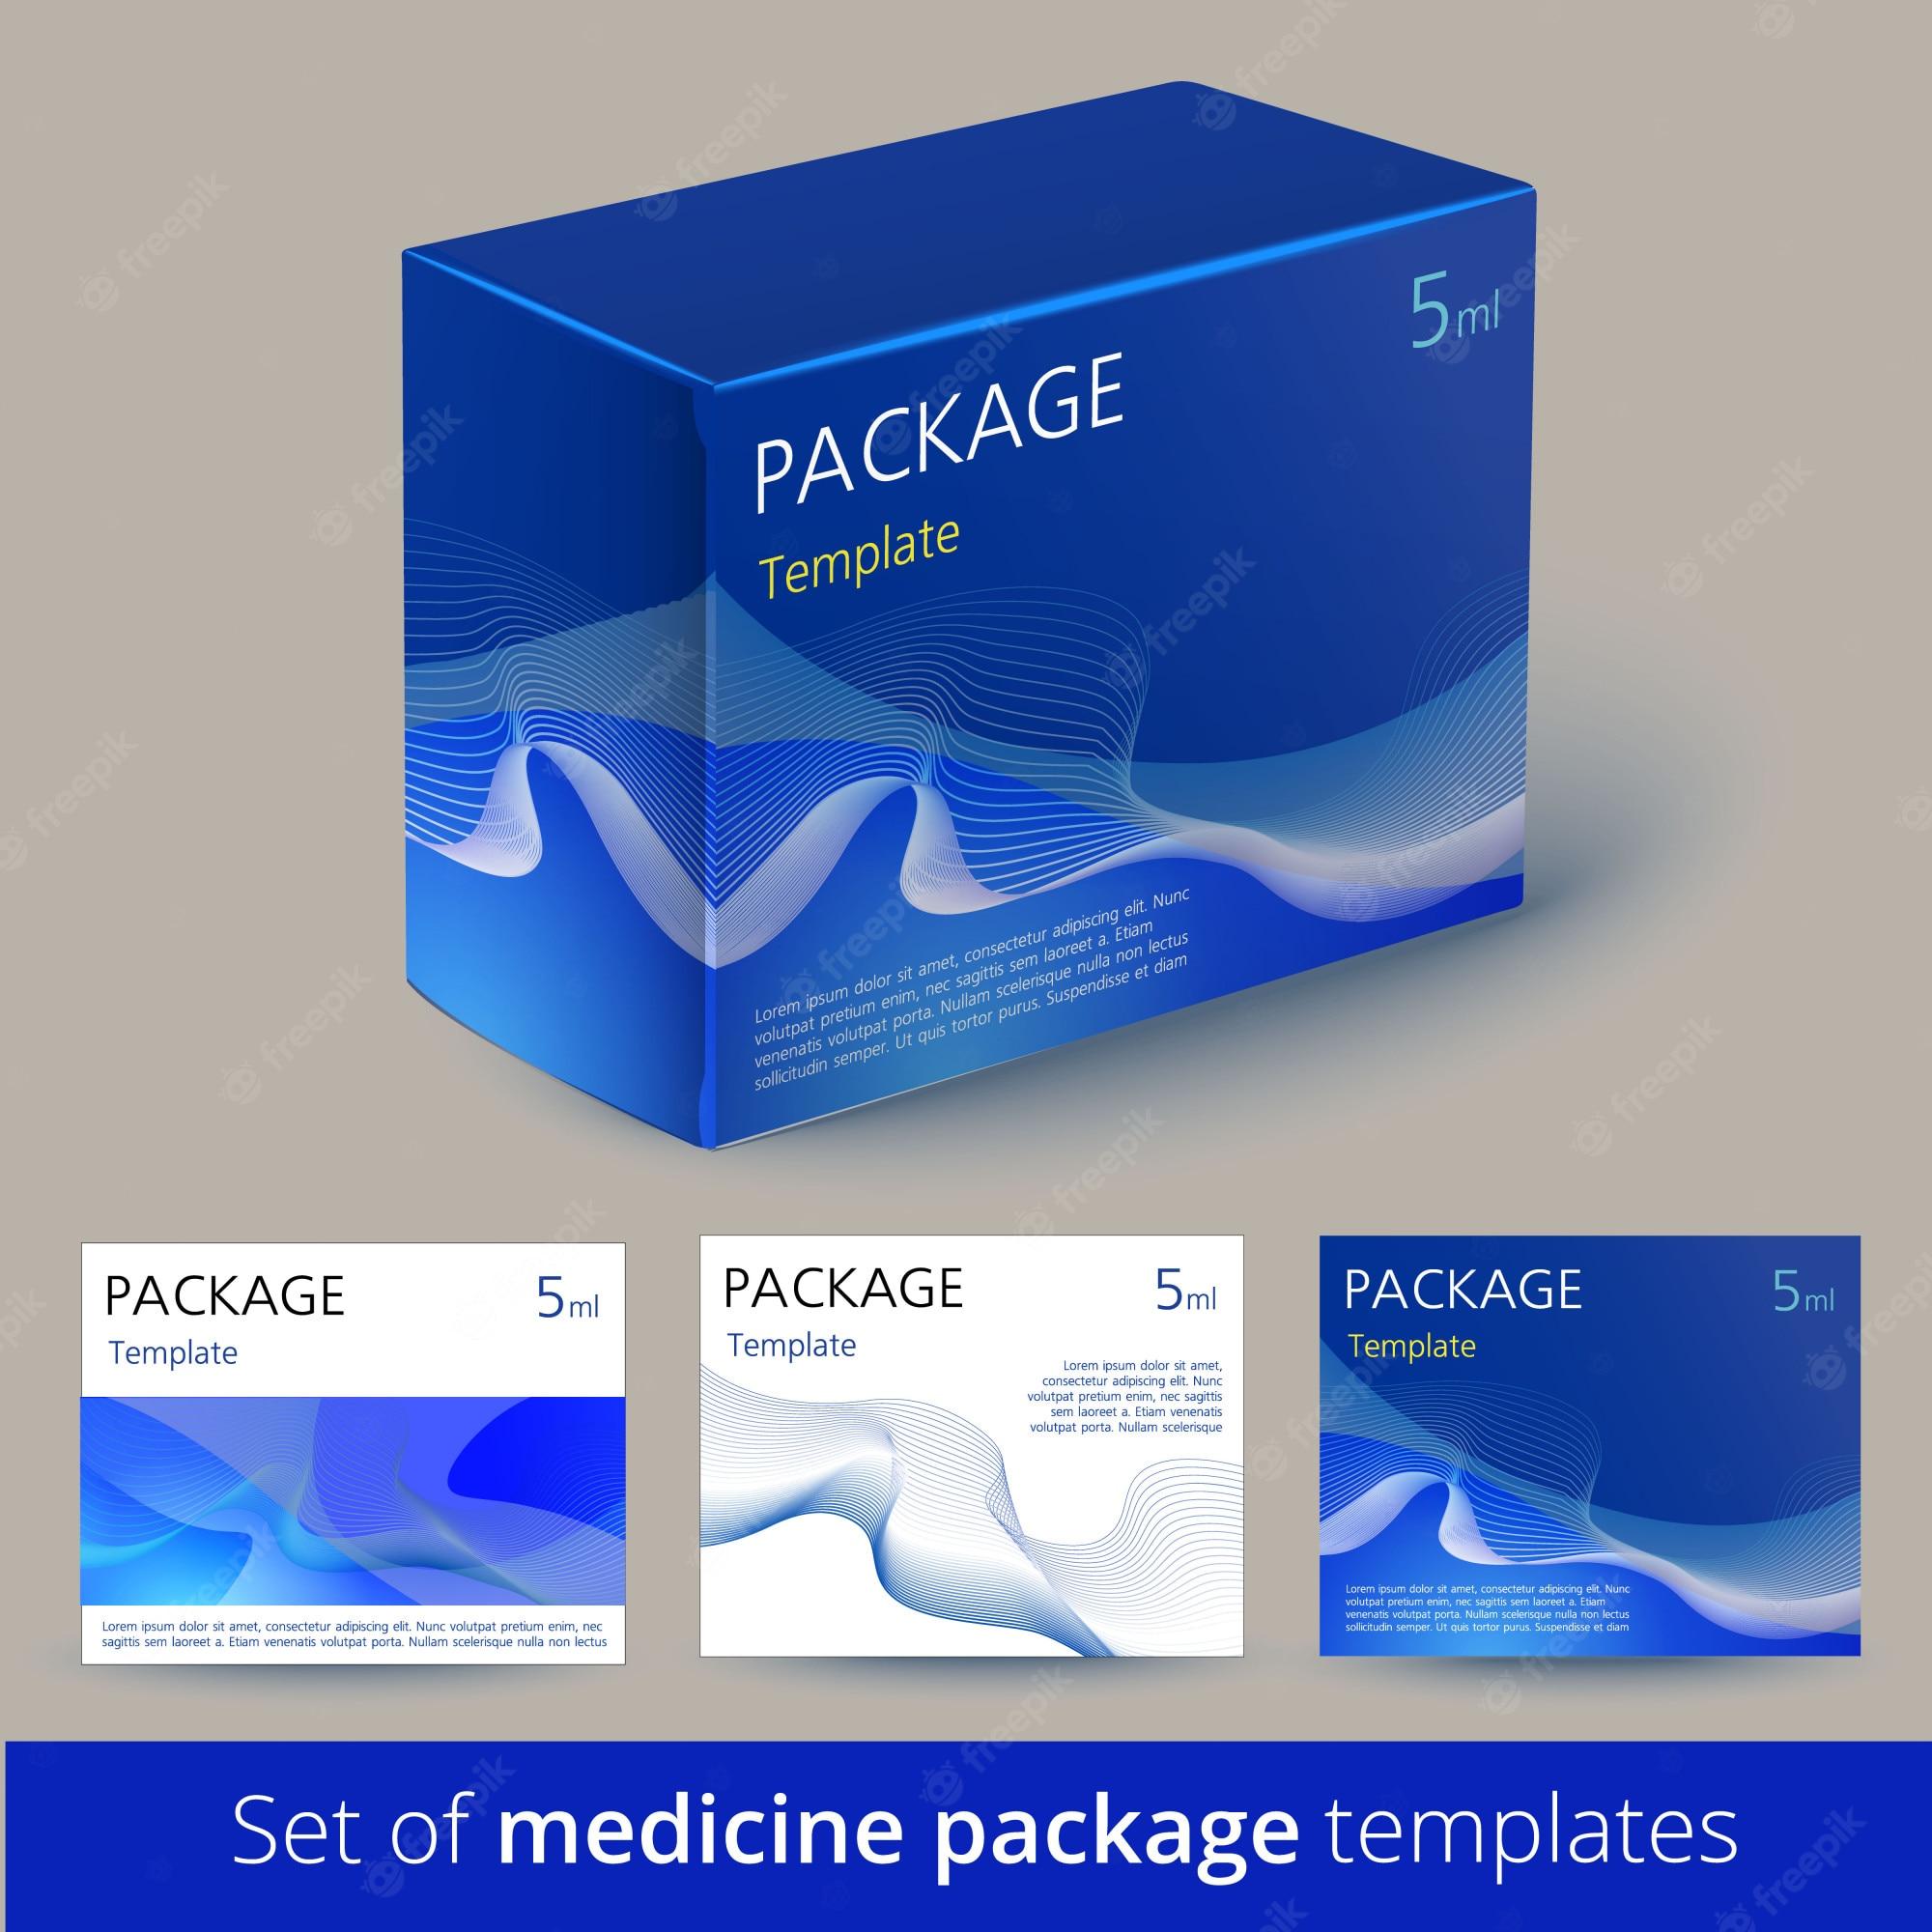 5ml
PACKAGE
Template
Lorem ipsum dolor sit amet, consectetur adipiscing elit. Nunc
volutpat pretium enim, nec sagittis sem laoreet a. Etiam
venenatis volutpat porta. Nullam scelerisque nulla non lectus
sollicitudin semper. Ut quis tortor purus. Suspendisse et diam
PACKAGE 5ml
Template
Lorem ipsum dolor sit amet, consectetur adipiscing elit. Nunc volutpat pretium enim, nec
sagittis sem laoreet a. Etiam venenatis volutpat porta. Nullam scelerisque nulla non lectus
PACKAGE 5ml
Template
Lorem ipsum dolor sit amet,
consectetur adipiscing elit. Nunc
volutpat pretium enim, nec sagittis
sem laoreet a. Etiam venenatis
volutpat porta. Nullam scelerisque
PACKAGE 5ml
Template
Lorem ipsum dolor sit amet, consectetur adipiscing elit. Nunc
volutpat pretium enim, nec sagittis sem laoreet a. Etiam
venenatis volutpat porta. Nullam scelerisque nulla non lectus
sollicitudin semper. Ut quis tortor purus. Suspendisse et diam
Set of medicine package templates
freepik